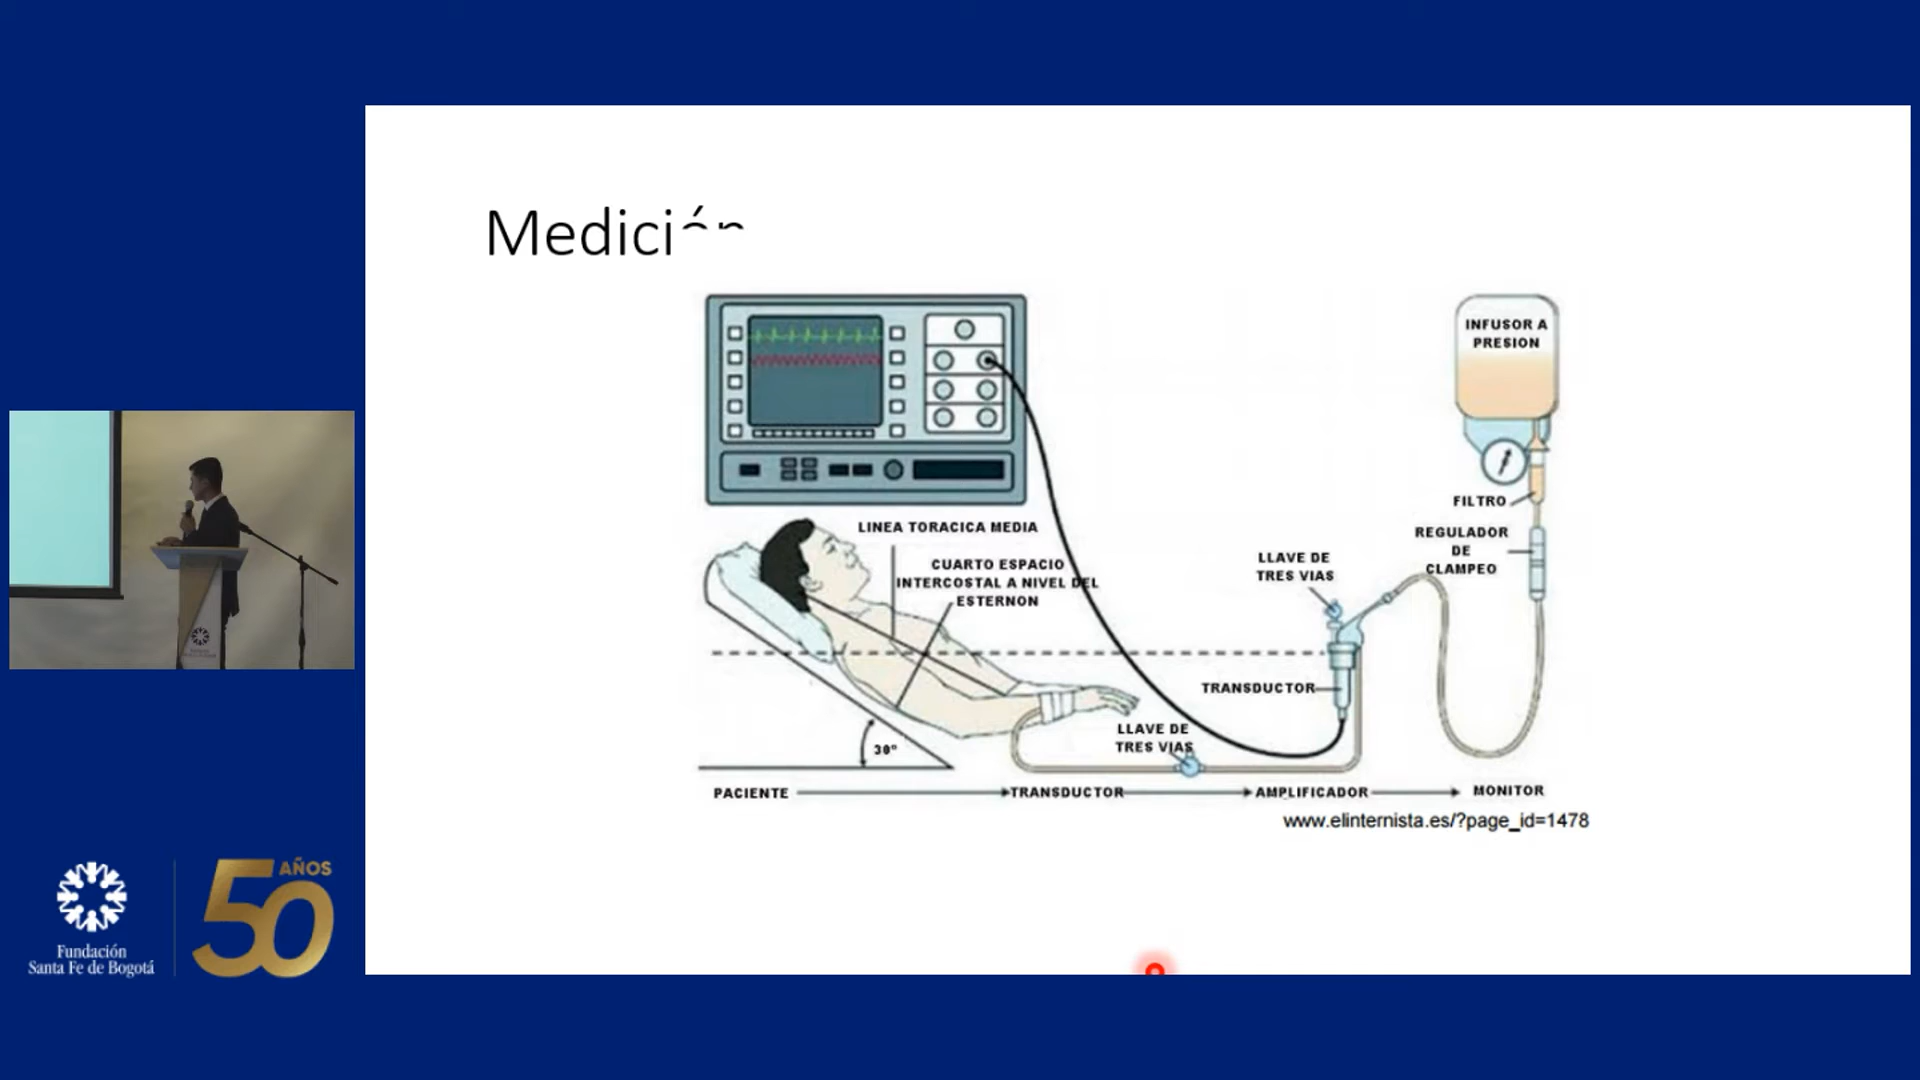 Medición
INFUSOR A
PRESION
FILTRO
REGULADOR
DE
CLAMPEO
LINEA TORACICA MEDIA
CUARTO ESPACIO
INTERCOSTAL A NIVEL DEL
ESTERNON
LLAVE DE
TRES VIAS
TRANSDUCTOR
LLAVE DE
TRES VIAS
30°
PACIENTE TRANSDUCTOR AMPLIFICADOR MONITOR
www.elinternista.es/?page_id=1478
Fundación
Santa Fe de Bogotá
50 AÑOS